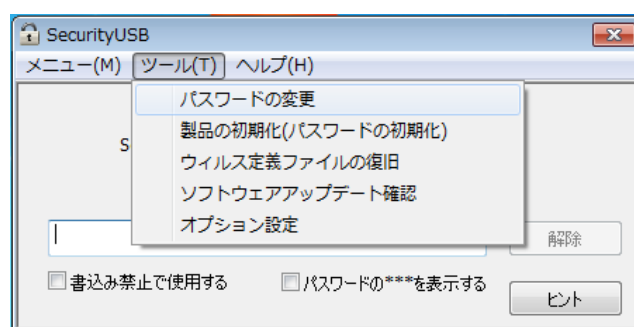 SecurityUSB
メニュー(M) ツール(T) ヘルプ(H)
パスワードの変更
製品の初期化(パスワードの初期化)
S
ウィルス定義ファイルの復旧
ソフトウェアアップデート確認
オプション設定
解除
書込み禁止で使用する パスワードの***を表示する
ヒント